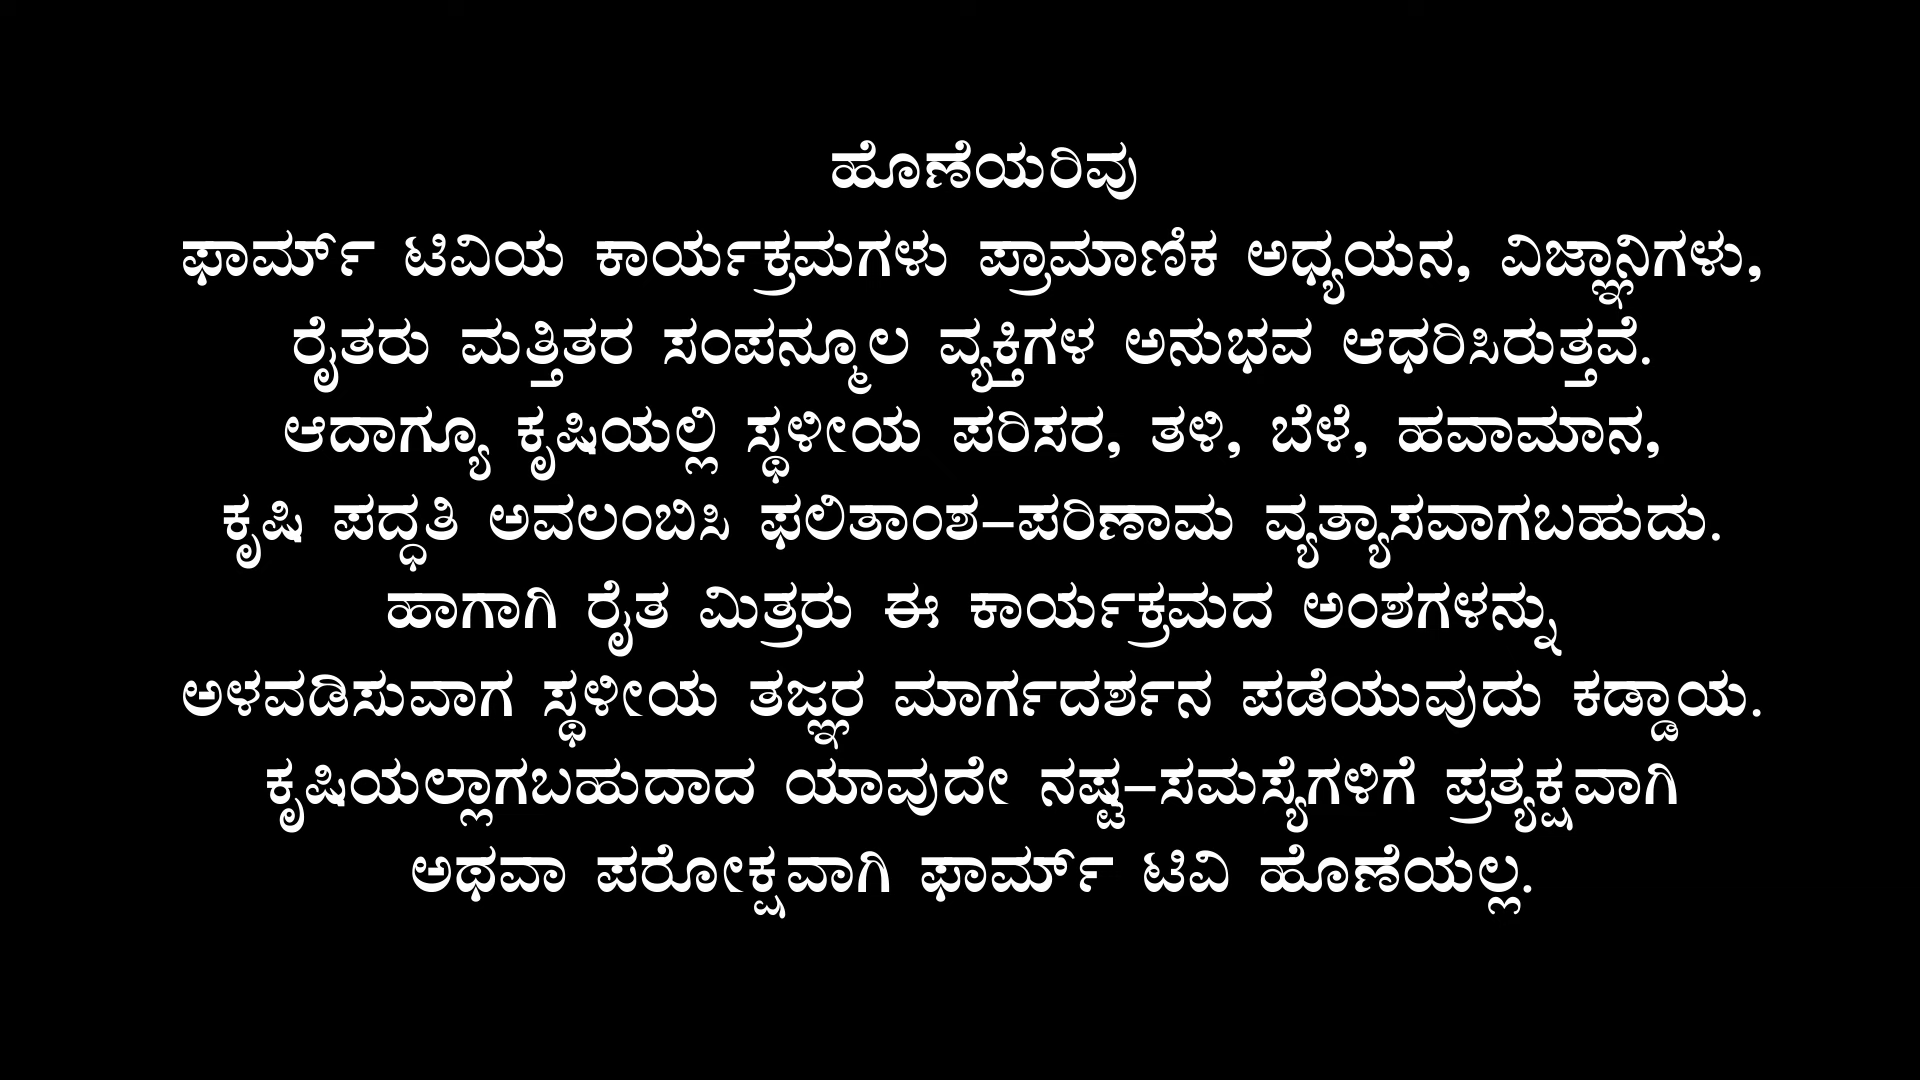 ಹೊಣೆಯರಿವು
ಫಾರ್ಮ್ ಟಿವಿಯ ಕಾರ್ಯಕ್ರಮಗಳು ಪ್ರಾಮಾಣಿಕ ಅಧ್ಯಯನ, ವಿಜ್ಞಾನಿಗಳು,
ರೈತರು ಮತ್ತಿತರ ಸಂಪನ್ಮೂಲ ವ್ಯಕ್ತಿಗಳ ಅನುಭವ ಆಧರಿಸಿರುತ್ತವೆ.
ಆದಾಗ್ಯೂ ಕೃಷಿಯಲ್ಲಿ ಸ್ಥಳೀಯ ಪರಿಸರ, ತಳಿ, ಬೆಳೆ, ಹವಾಮಾನ,
ಕೃಷಿ ಪದ್ಧತಿ ಅವಲಂಬಿಸಿ ಫಲಿತಾಂಶ–ಪರಿಣಾಮ ವ್ಯತ್ಯಾಸವಾಗಬಹುದು.
ಹಾಗಾಗಿ ರೈತ ಮಿತ್ರರು ಈ ಕಾರ್ಯಕ್ರಮದ ಅಂಶಗಳನ್ನು
ಅಳವಡಿಸುವಾಗ ಸ್ಥಳೀಯ ತಜ್ಞರ ಮಾರ್ಗದರ್ಶನ ಪಡೆಯುವುದು ಕಡ್ಡಾಯ.
ಕೃಷಿಯಲ್ಲಾಗಬಹುದಾದ ಯಾವುದೇ ನಷ್ಟ–ಸಮಸ್ಯೆಗಳಿಗೆ ಪ್ರತ್ಯಕ್ಷವಾಗಿ
ಅಥವಾ ಪರೋಕ್ಷವಾಗಿ ಫಾರ್ಮ್ ಟಿವಿ ಹೊಣೆಯಲ್ಲ.